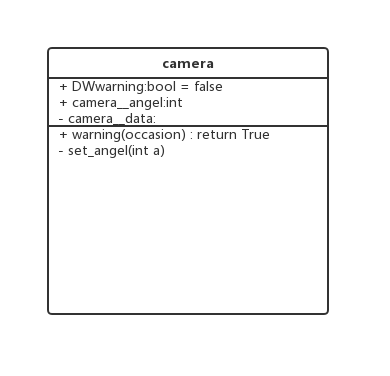 camera
+ DWwarning:bool = false
+ camera__angel:int
- camera__data:
+ warning(occasion) : return True
- set_angel(int a)